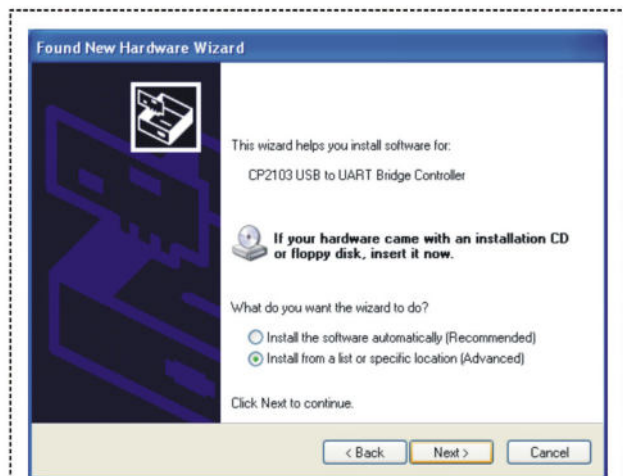 Found New Hardware Wizard
This wizard helps you install software for:
CP2103 USB to UART Bridge Controller
If your hardware came with an installation CD
or floppy disk, insert it now.
What do you want the wizard to do?
Install the software automatically (Recommended)
Install from a list or specific location (Advanced)
Click Next to continue.
< Back Next > Cancel